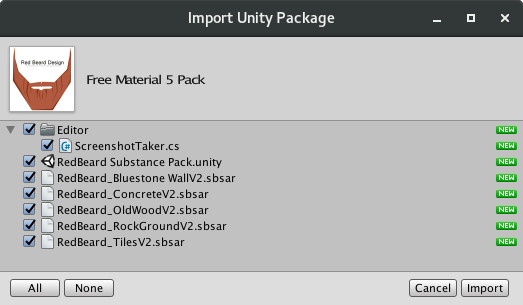 Import Unity Package
Red Beard Design
Free Material 5 Pack
Editor NEW
ScreenshotTaker.cs NEW
RedBeard Substance Pack.unity NEW
RedBeard_Bluestone WallV2.sbsar NEW
RedBeard_ConcreteV2.sbsar NEW
RedBeard_OldWoodV2.sbsar NEW
RedBeard_RockGroundV2.sbsar NEW
RedBeard_TilesV2.sbsar NEW
All None Cancel Import